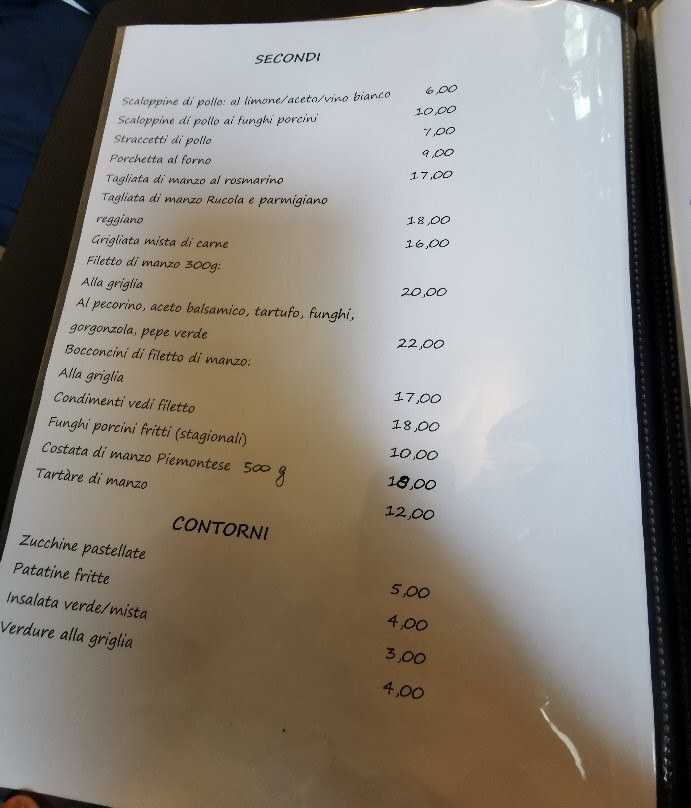 SECONDI
Scaloppine di pollo: al limone/aceto/vino bianco 6,00
Scaloppine di pollo ai funghi porcini 10,00
Straccetti di pollo 7,00
Porchetta al forno 9,00
Tagliata di manzo al rosmarino 17,00
Tagliata di manzo Rucola e parmigiano
reggiano 18,00
Grigliata mista di carne 16,00
Filetto di manzo 300g:
Alla griglia 20,00
Al pecorino, aceto balsamico, tartufo, funghi,
gorgonzola, pepe verde 22,00
Bocconcini di filetto di manzo:
Alla griglia 17,00
Condimenti vedi filetto 18,00
Funghi porcini fritti (stagionali) 10,00
Costata di manzo Piemontese 500 g 18,00
Tartàre di manzo 12,00
CONTORNI
Zucchine pastellate 5,00
Patatine fritte 4,00
Insalata verde/mista 3,00
Verdure alla griglia 4,00